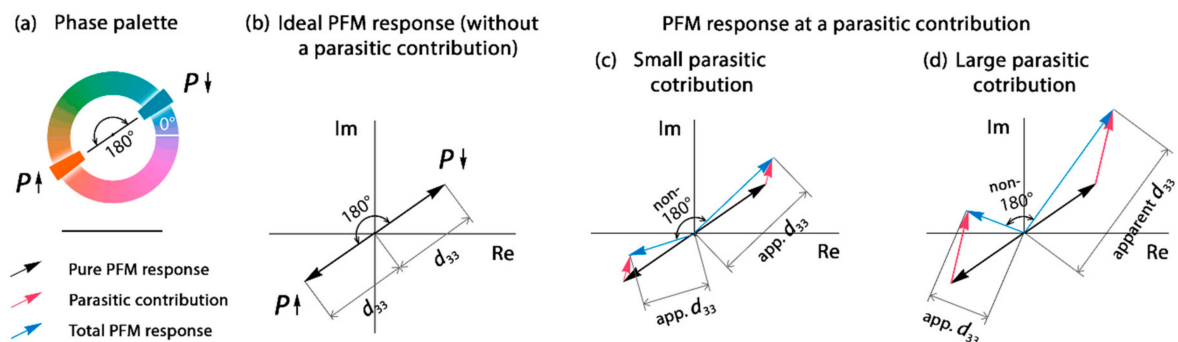 (a) Phase palette
P↓
0°
180°
P↑
Pure PFM response
Parasitic contribution
Total PFM response
(b) Ideal PFM response (without
a parasitic contribution)
Im
P↓
180°
Re
d33
d33
P↑
PFM response at a parasitic contribution
(c) Small parasitic
cotribution
Im
non-
180°
Re
app. d33
app. d33
(d) Large parasitic
cotribution
Im
non-
180°
Re
apparent d33
app. d33